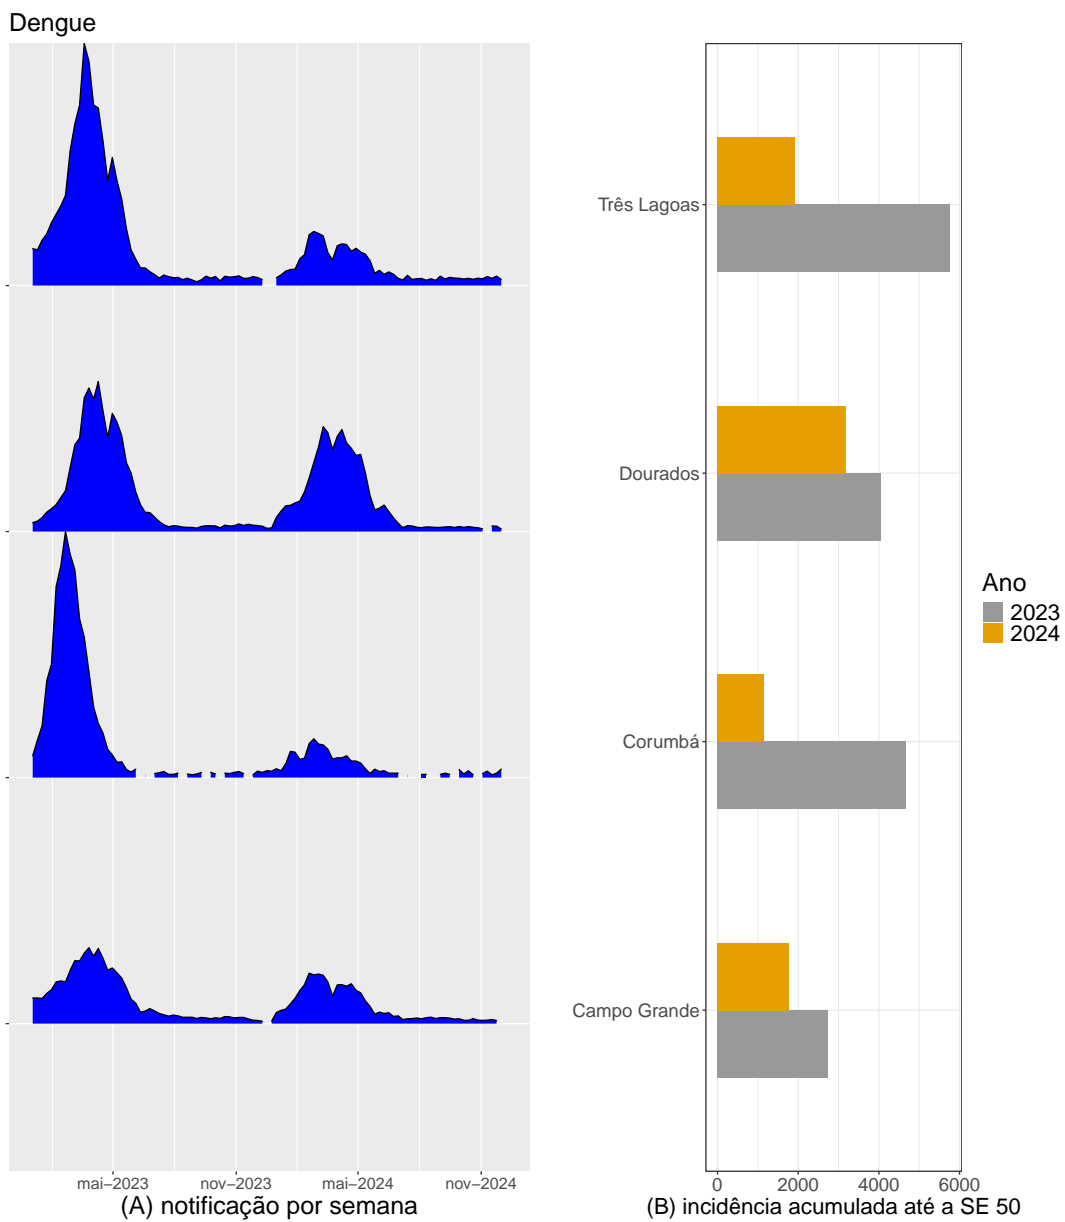 Dengue
Três Lagoas
Dourados
Corumbá
Campo Grande
Ano
2023
2024
mai–2023 nov–2023 mai–2024 nov–2024
0 2000 4000 6000
(A) notificação por semana
(B) incidência acumulada até a SE 50